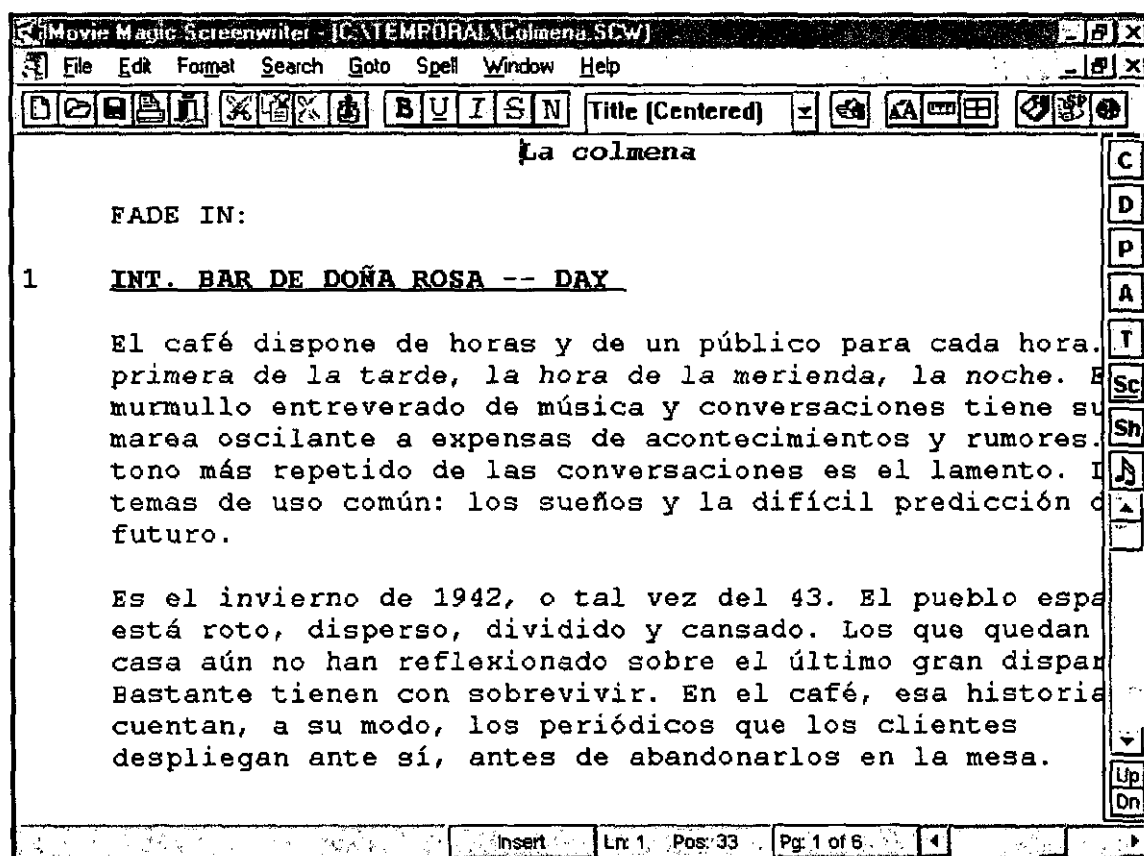 Movie Magic Screenwriter - [C:\TEMPORAL\Colmena.SCW]
File Edit Format Search Goto Spell Window Help
B U I S N Title (Centered)
La colmena
FADE IN:
1 INT. BAR DE DOÑA ROSA -- DAY
El café dispone de horas y de un público para cada hora.
primera de la tarde, la hora de la merienda, la noche. E
murmullo entreverado de música y conversaciones tiene su
marea oscilante a expensas de acontecimientos y rumores.
tono más repetido de las conversaciones es el lamento. L
temas de uso común: los sueños y la difícil predicción d
futuro.
Es el invierno de 1942, o tal vez del 43. El pueblo espa
está roto, disperso, dividido y cansado. Los que quedan
casa aún no han reflexionado sobre el último gran dispar
Bastante tienen con sobrevivir. En el café, esa historia
cuentan, a su modo, los periódicos que los clientes
despliegan ante sí, antes de abandonarlos en la mesa.
C
D
P
A
T
Sc
Sh
Up
Dn
Insert Ln: 1 Pos: 33 Pg: 1 of 6